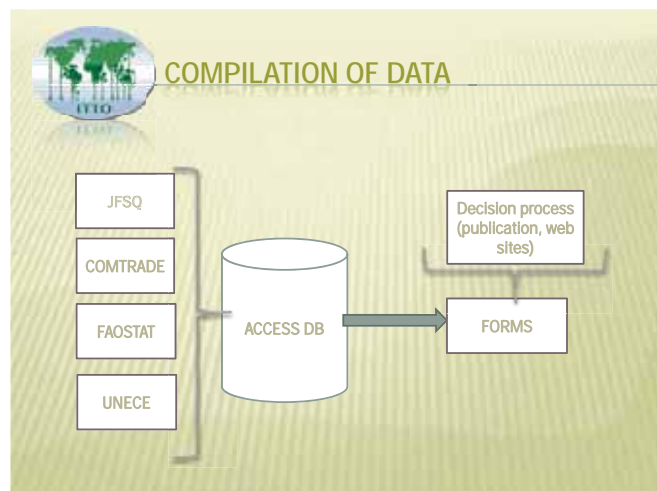 ITTO
COMPILATION OF DATA
JFSQ
COMTRADE
FAOSTAT
UNECE
ACCESS DB
Decision process
(publication, web
sites)
FORMS